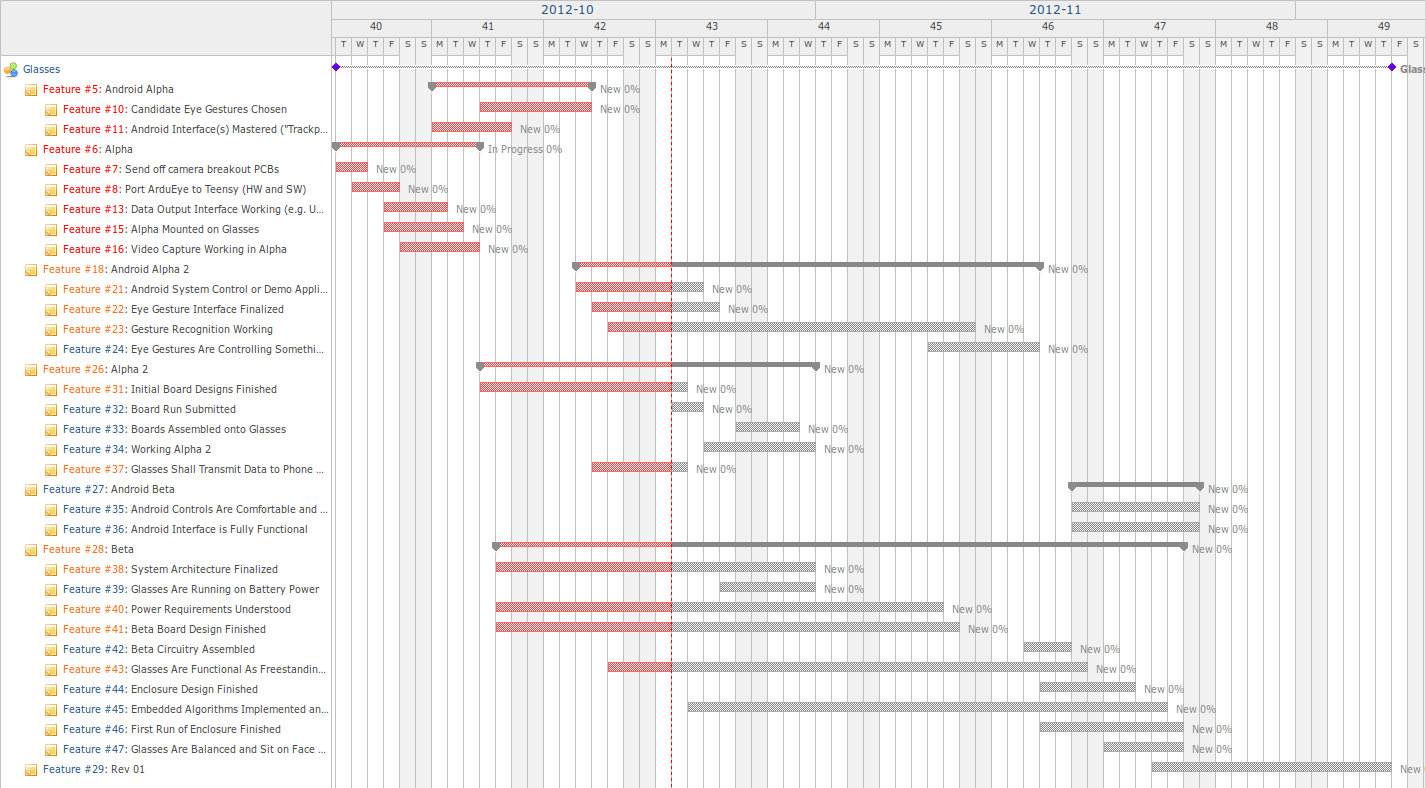 2012-10 2012-11
40 41 42 43 44 45 46 47 48 49
T W T F S S M T W T F S S M T W T F S S M T W T F S S M T W T F S S M T W T F S S M T W T F S S M T W T F S S M T W T F S S M T W T F S
Glasses Glass
Feature #5: Android Alpha New 0%
Feature #10: Candidate Eye Gestures Chosen New 0%
Feature #11: Android Interface(s) Mastered ("Trackp... New 0%
Feature #6: Alpha In Progress 0%
Feature #7: Send off camera breakout PCBs New 0%
Feature #8: Port ArduEye to Teensy (HW and SW) New 0%
Feature #13: Data Output Interface Working (e.g. U... New 0%
Feature #15: Alpha Mounted on Glasses New 0%
Feature #16: Video Capture Working in Alpha New 0%
Feature #18: Android Alpha 2 New 0%
Feature #21: Android System Control or Demo Appli... New 0%
Feature #22: Eye Gesture Interface Finalized New 0%
Feature #23: Gesture Recognition Working New 0%
Feature #24: Eye Gestures Are Controlling Somethi... New 0%
Feature #26: Alpha 2 New 0%
Feature #31: Initial Board Designs Finished New 0%
Feature #32: Board Run Submitted New 0%
Feature #33: Boards Assembled onto Glasses New 0%
Feature #34: Working Alpha 2 New 0%
Feature #37: Glasses Shall Transmit Data to Phone ... New 0%
Feature #27: Android Beta New 0%
Feature #35: Android Controls Are Comfortable and ... New 0%
Feature #36: Android Interface is Fully Functional New 0%
Feature #28: Beta New 0%
Feature #38: System Architecture Finalized New 0%
Feature #39: Glasses Are Running on Battery Power New 0%
Feature #40: Power Requirements Understood New 0%
Feature #41: Beta Board Design Finished New 0%
Feature #42: Beta Circuitry Assembled New 0%
Feature #43: Glasses Are Functional As Freestandin... New 0%
Feature #44: Enclosure Design Finished New 0%
Feature #45: Embedded Algorithms Implemented an... New 0%
Feature #46: First Run of Enclosure Finished New 0%
Feature #47: Glasses Are Balanced and Sit on Face ... New 0%
Feature #29: Rev 01 New